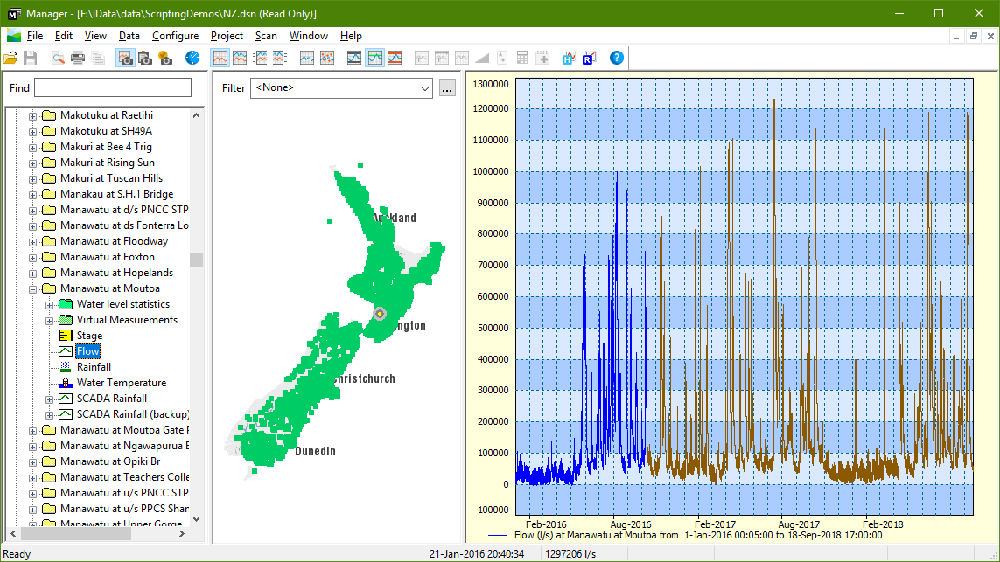 Manager - [F:\IData\data\ScriptingDemos\NZ.dsn (Read Only)]
File Edit View Data Configure Project Scan Window Help
Find
Makotuku at Raetihi
Makotuku at SH49A
Makuri at Bee 4 Trig
Makuri at Rising Sun
Makuri at Tuscan Hills
Manakau at S.H.1 Bridge
Manawatu at d/s PNCC STP
Manawatu at ds Fonterra Lo
Manawatu at Floodway
Manawatu at Foxton
Manawatu at Hopelands
Manawatu at Moutoa
Water level statistics
Virtual Measurements
Stage
Flow
Rainfall
Water Temperature
SCADA Rainfall
SCADA Rainfall (backup)
Manawatu at Moutoa Gate
Manawatu at Ngawapurua
Manawatu at Opiki Br
Manawatu at Teachers Colle
Manawatu at u/s PNCC STP
Manawatu at u/s PPCS Shan
Manawatu at Upper Gorge
Filter <None> ...
Auckland
ngton
hristchurch
Dunedin
1300000
1200000
1100000
1000000
900000
800000
700000
600000
500000
400000
300000
200000
100000
0
-100000
Feb-2016 Aug-2016 Feb-2017 Aug-2017 Feb-2018
Flow (l/s) at Manawatu at Moutoa from 1-Jan-2016 00:05:00 to 18-Sep-2018 17:00:00
Ready 21-Jan-2016 20:40:34 1297206 l/s